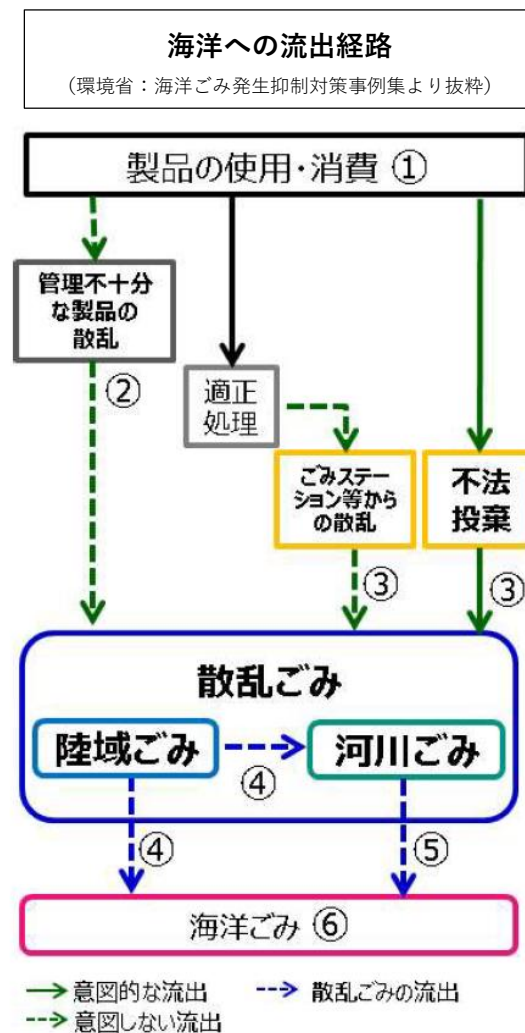 海洋への流出経路
(環境省：海洋ごみ発生抑制対策事例集より抜粋)
製品の使用・消費 ①
管理不十分
な製品の
散乱
②
適正
処理
ごみステー
ション等から
の散乱
不法
投棄
③
③
散乱ごみ
陸域ごみ
河川ごみ
④
④
⑤
海洋ごみ ⑥
意図的な流出
散乱ごみの流出
意図しない流出